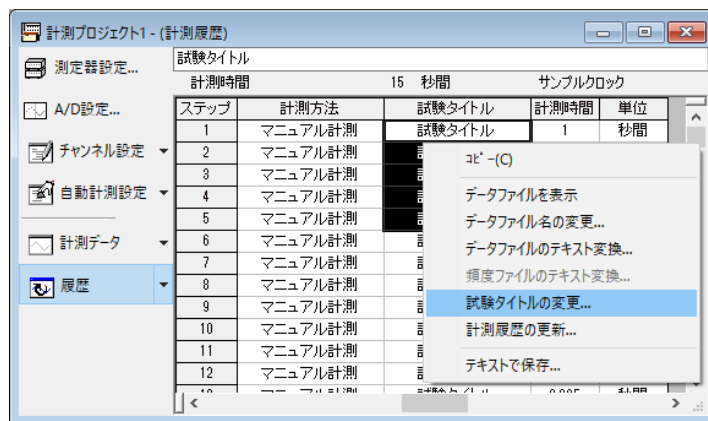 計測プロジェクト1 - (計測履歴)
測定器設定...
A/D設定...
チャンネル設定
自動計測設定
計測データ
履歴
試験タイトル
計測時間 15 秒間 サンプルクロック
ステップ 計測方法 試験タイトル 計測時間 単位
1 マニュアル計測 試験タイトル 1 秒間
2 マニュアル計測
3 マニュアル計測
4 マニュアル計測
5 マニュアル計測
6 マニュアル計測
7 マニュアル計測
8 マニュアル計測
9 マニュアル計測
10 マニュアル計測
11 マニュアル計測
12 マニュアル計測
コピー(C)
データファイルを表示
データファイル名の変更...
データファイルのテキスト変換...
頻度ファイルのテキスト変換...
試験タイトルの変更...
計測履歴の更新...
テキストで保存...